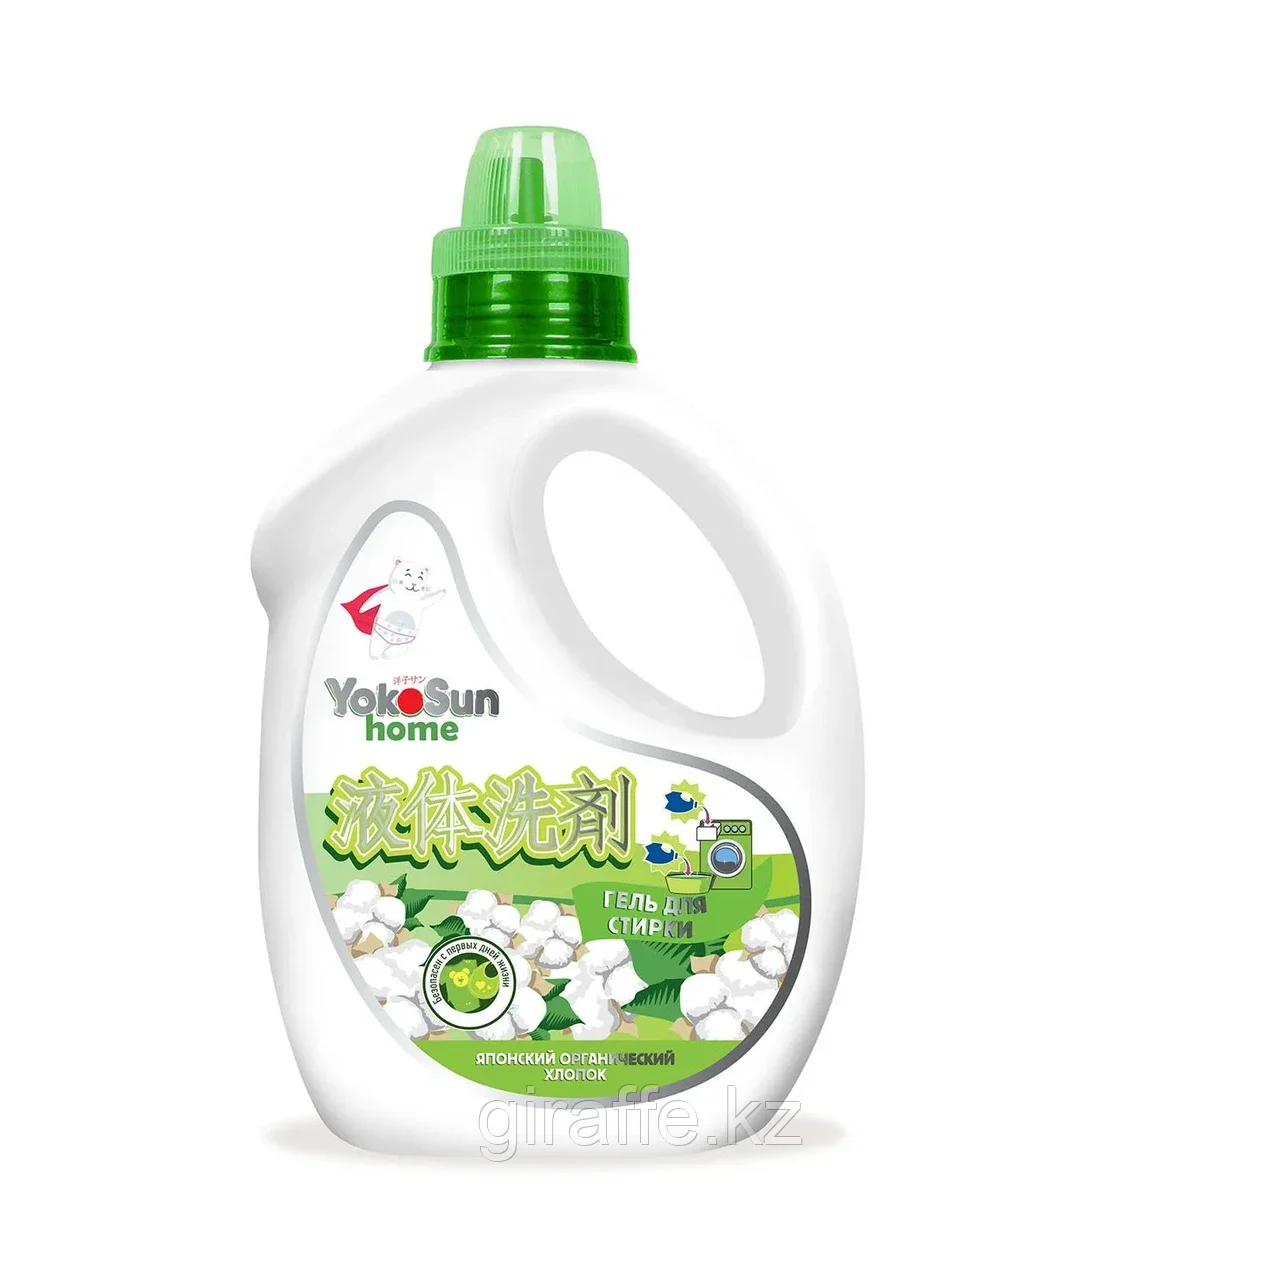 洋子サン
YokoSun
home
液体洗剤
ГЕЛЬ ДЛЯ
СТИРКИ
Безопасен с первых дней жизни
ЯПОНСКИЙ ОРГАНИЧЕСКИЙ
ХЛОПОК
giraffe.kz